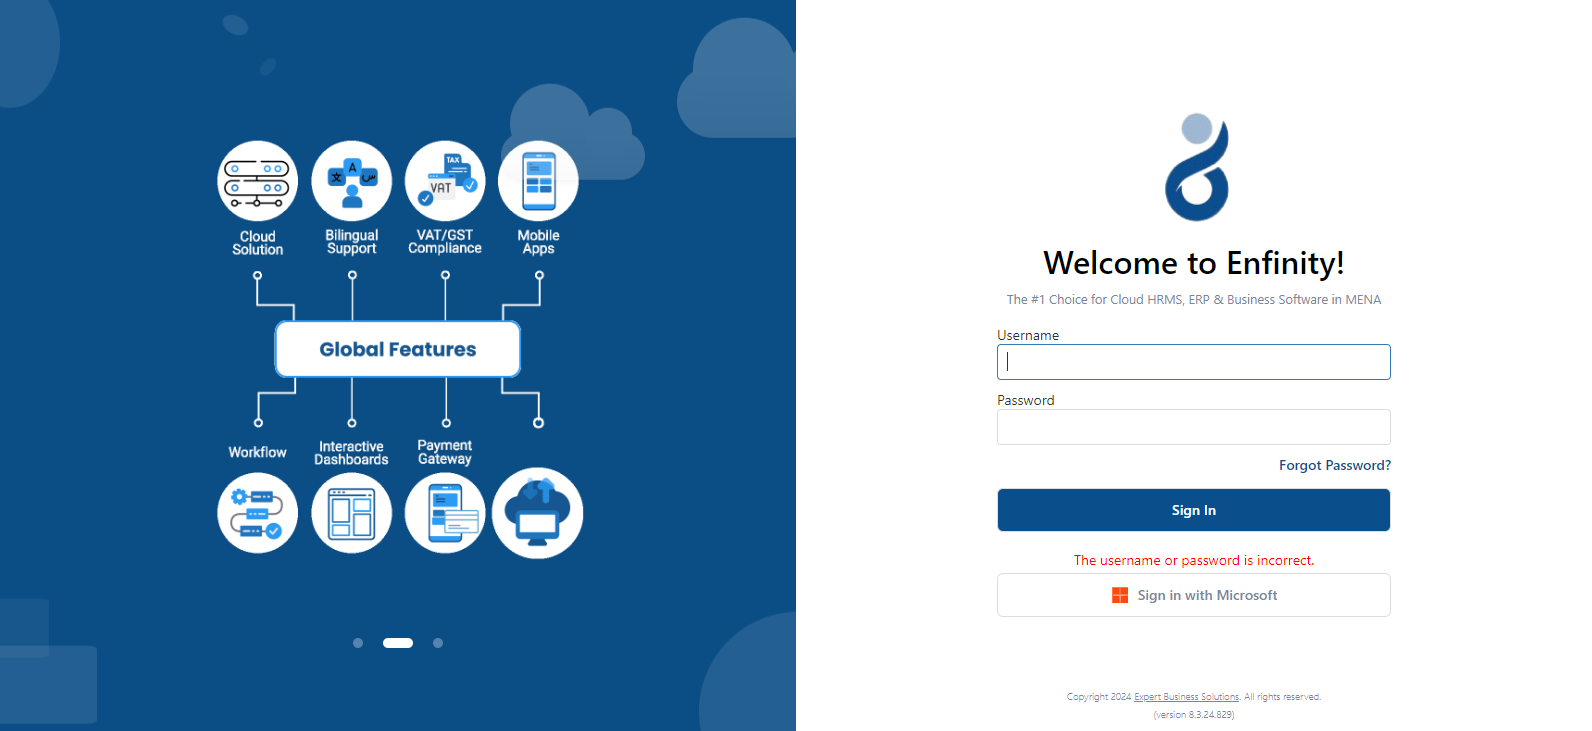 Cloud
Solution
Bilingual
Support
VAT/GST
Compliance
Mobile
Apps
A
文
س
TAX
VAT
Global Features
Workflow
Interactive
Dashboards
Payment
Gateway
Welcome to Enfinity!
The #1 Choice for Cloud HRMS, ERP & Business Software in MENA
Username
Password
Forgot Password?
Sign In
The username or password is incorrect.
Sign in with Microsoft
Copyright 2024 Expert Business Solutions. All rights reserved.
(version 8.3.24.829)